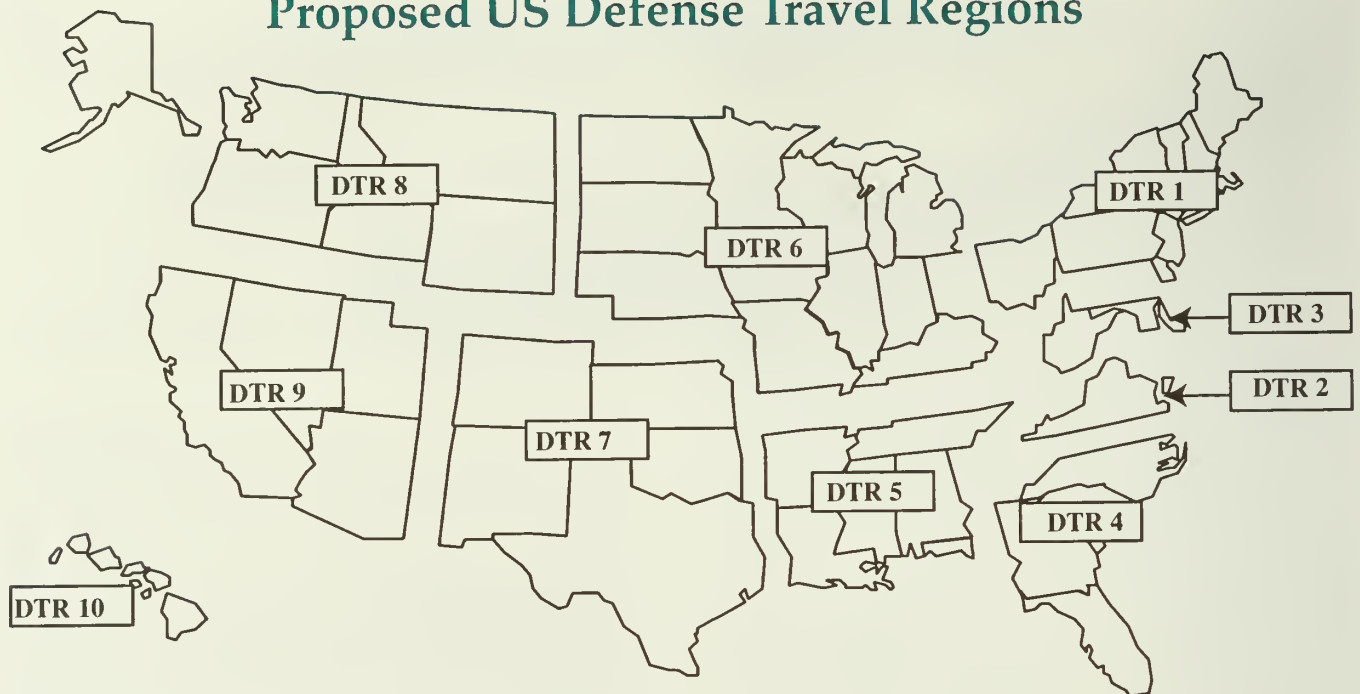 Proposed US Defense Travel Regions
DTR 8
DTR 1
DTR 6
DTR 3
DTR 9
DTR 2
DTR 7
DTR 5
DTR 4
DTR 10